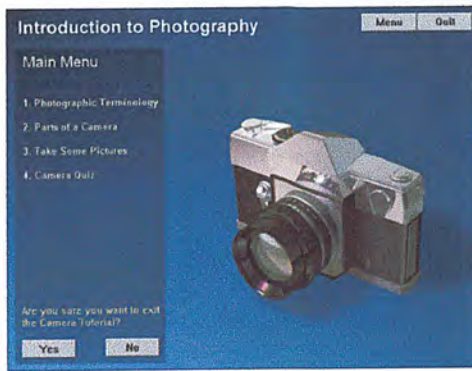 Introduction to Photography
Menu
Quit
Main Menu
1. Photographic Terminology
2. Parts of a Camera
3. Take Some Pictures
4. Camera Quiz
Are you sure you want to exit
the Camera Tutorial?
Yes
No